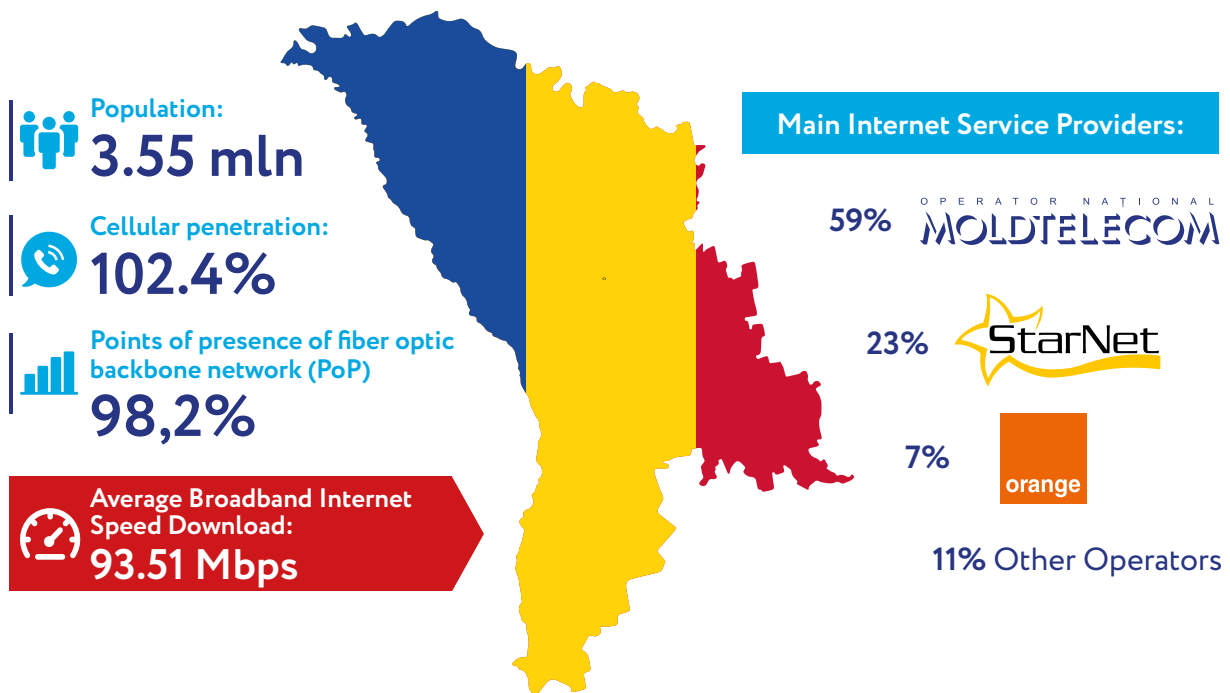 Population:
3.55 mln
Cellular penetration:
102.4%
Points of presence of fiber optic
backbone network (PoP)
98,2%
Average Broadband Internet
Speed Download:
93.51 Mbps
Main Internet Service Providers:
OPERATOR NAȚIONAL
59% MOLDTELECOM
23% StarNet
7%
orange
11% Other Operators